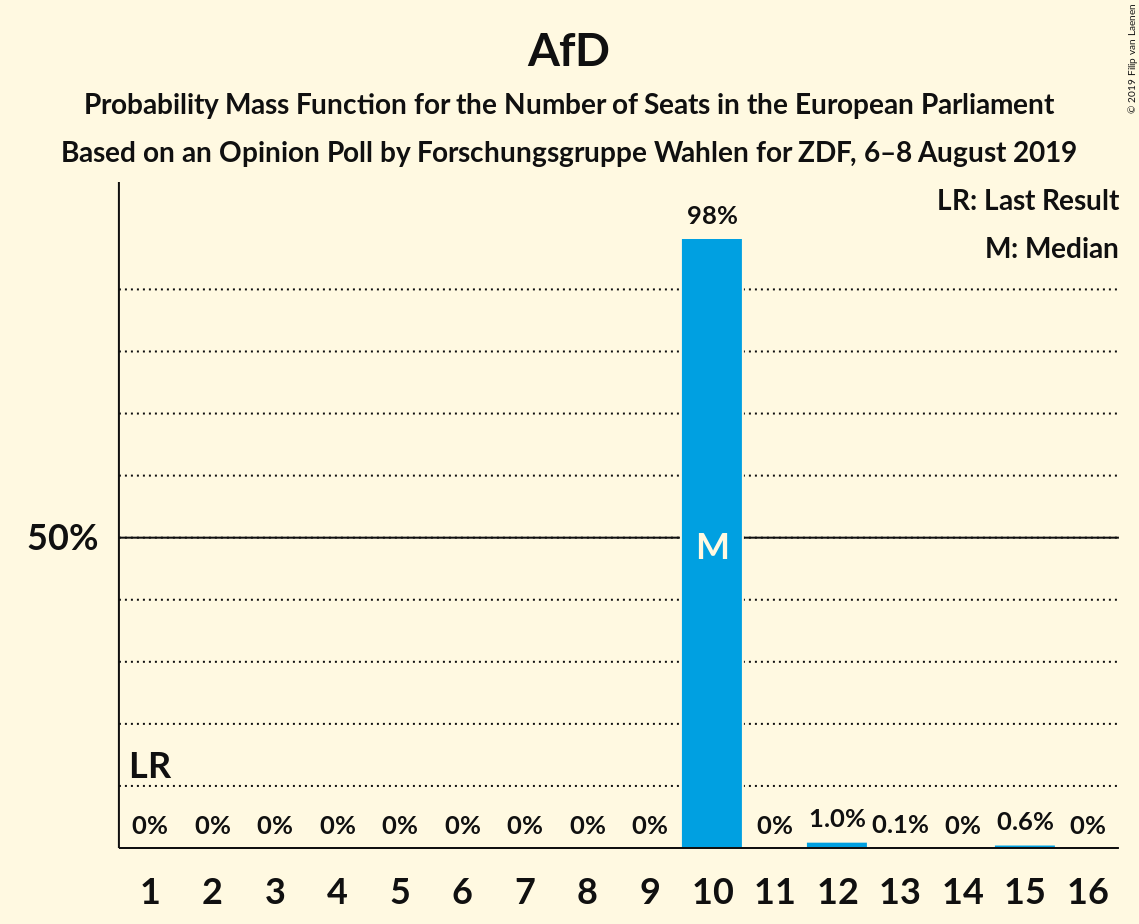 AfD
Probability Mass Function for the Number of Seats in the European Parliament
Based on an Opinion Poll by Forschungsgruppe Wahlen for ZDF, 6–8 August 2019
© 2019 Filip van Laenen
LR: Last Result
M: Median
98%
50%
M
LR
0% 0% 0% 0% 0% 0% 0% 0% 0% 0% 1.0% 0.1% 0% 0.6% 0%
1 2 3 4 5 6 7 8 9 10 11 12 13 14 15 16